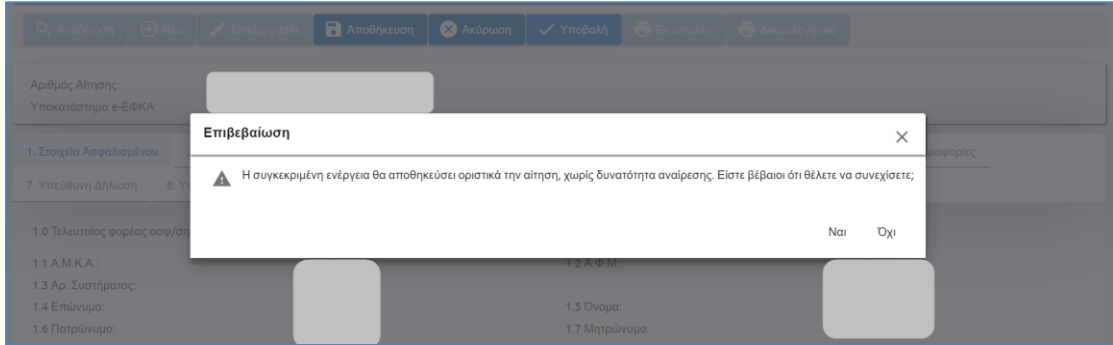 Αναζήτηση Νέα Επεξεργασία Αποθήκευση Ακύρωση Υποβολή Εκτύπωση Δικαιολογητικά
Αριθμός Αίτησης:
Υποκατάστημα e-ΕΦΚΑ:
Επιβεβαίωση
1. Στοιχεία Ασφαλισμένου
Η συγκεκριμένη ενέργεια θα αποθηκεύσει οριστικά την αίτηση, χωρίς δυνατότητα αναίρεσης. Είστε βέβαιοι ότι θέλετε να συνεχίσετε;
7. Υπεύθυνη Δήλωση 8.
Ναι Όχι
1.0 Τελευταίος φορέας
1.1 Α.Μ.Κ.Α.: 1.2 Α.Φ.Μ.:
1.3 Αρ. Συστήματος:
1.4 Επώνυμο: 1.5 Όνομα:
1.6 Πατρώνυμο: 1.7 Μητρώνυμο: